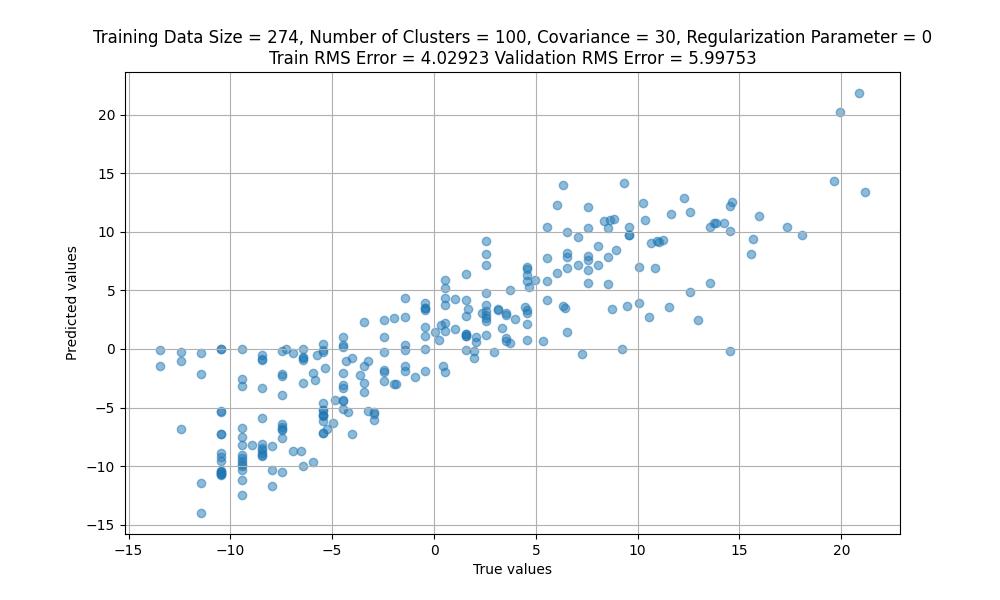 Training Data Size = 274, Number of Clusters = 100, Covariance = 30, Regularization Parameter = 0
Train RMS Error = 4.02923 Validation RMS Error = 5.99753
20
15
10
5
0
−5
−10
−15
Predicted values
−15 −10 −5 0 5 10 15 20
True values